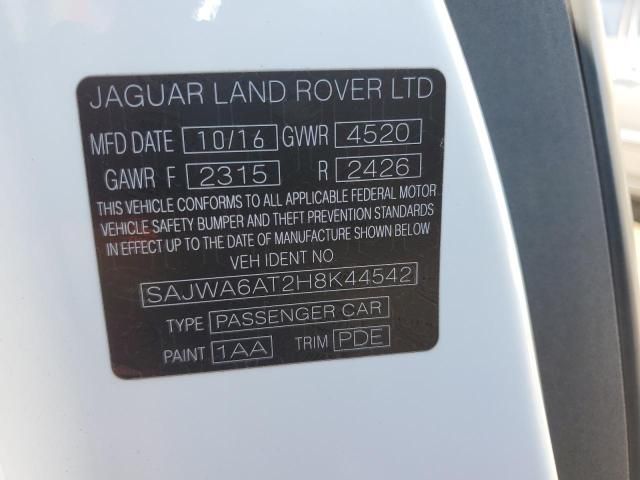 JAGUAR LAND ROVER LTD
MFD DATE 10/16 GVWR 4520
GAWR F 2315 R 2426
THIS VEHICLE CONFORMS TO ALL APPLICABLE FEDERAL MOTOR
VEHICLE SAFETY BUMPER AND THEFT PREVENTION STANDARDS
IN EFFECT UP TO THE DATE OF MANUFACTURE SHOWN BELOW
VEH IDENT NO
SAJWA6AT2H8K44542
TYPE PASSENGER CAR
PAINT 1AA TRIM PDE